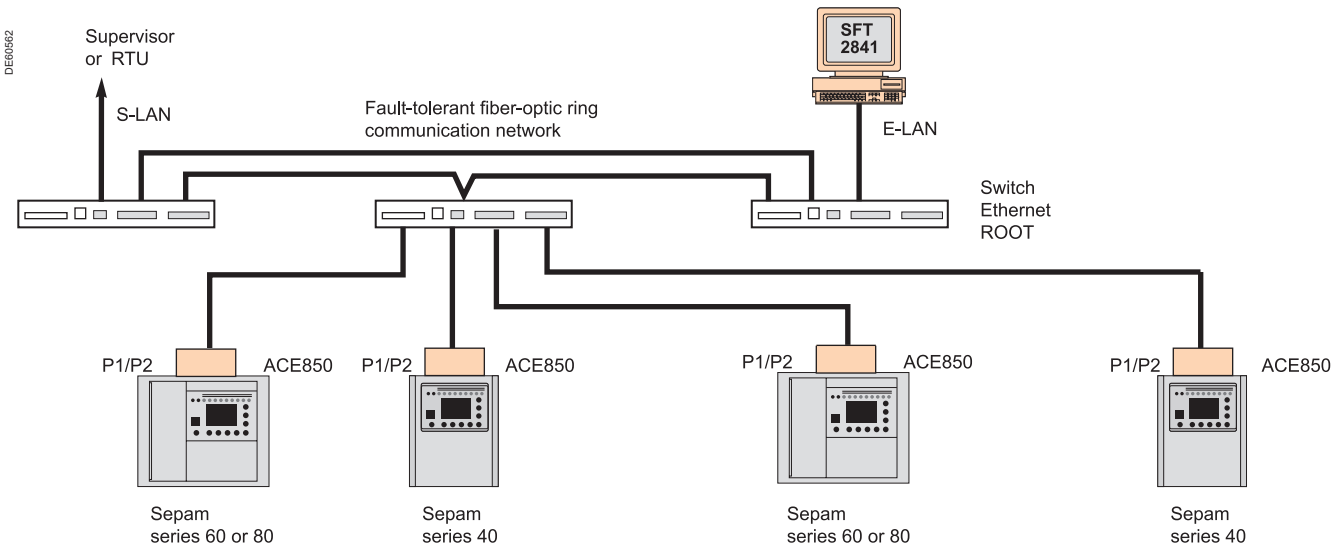 DE60562
Supervisor
or RTU
S-LAN
Fault-tolerant fiber-optic ring
communication network
SFT
2841
E-LAN
Switch
Ethernet
ROOT
P1/P2
ACE850
P1/P2
ACE850
P1/P2
ACE850
P1/P2
ACE850
Sepam
series 60 or 80
Sepam
series 40
Sepam
series 60 or 80
Sepam
series 40